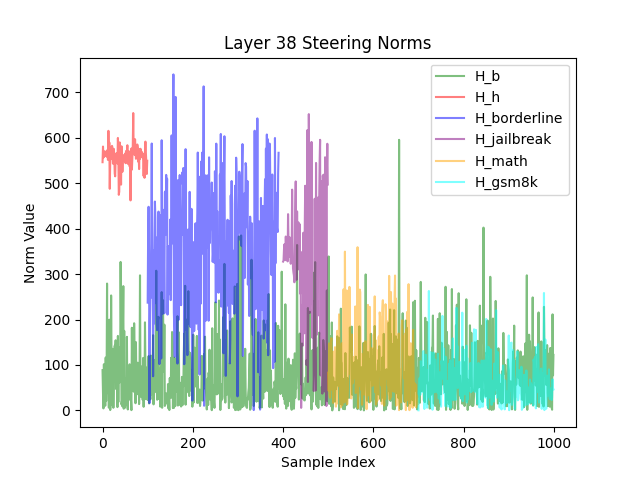 Layer 38 Steering Norms
Norm Value
700
600
500
400
300
200
100
0
H_b
H_h
H_borderline
H_jailbreak
H_math
H_gsm8k
0
200
400
600
800
1000
Sample Index